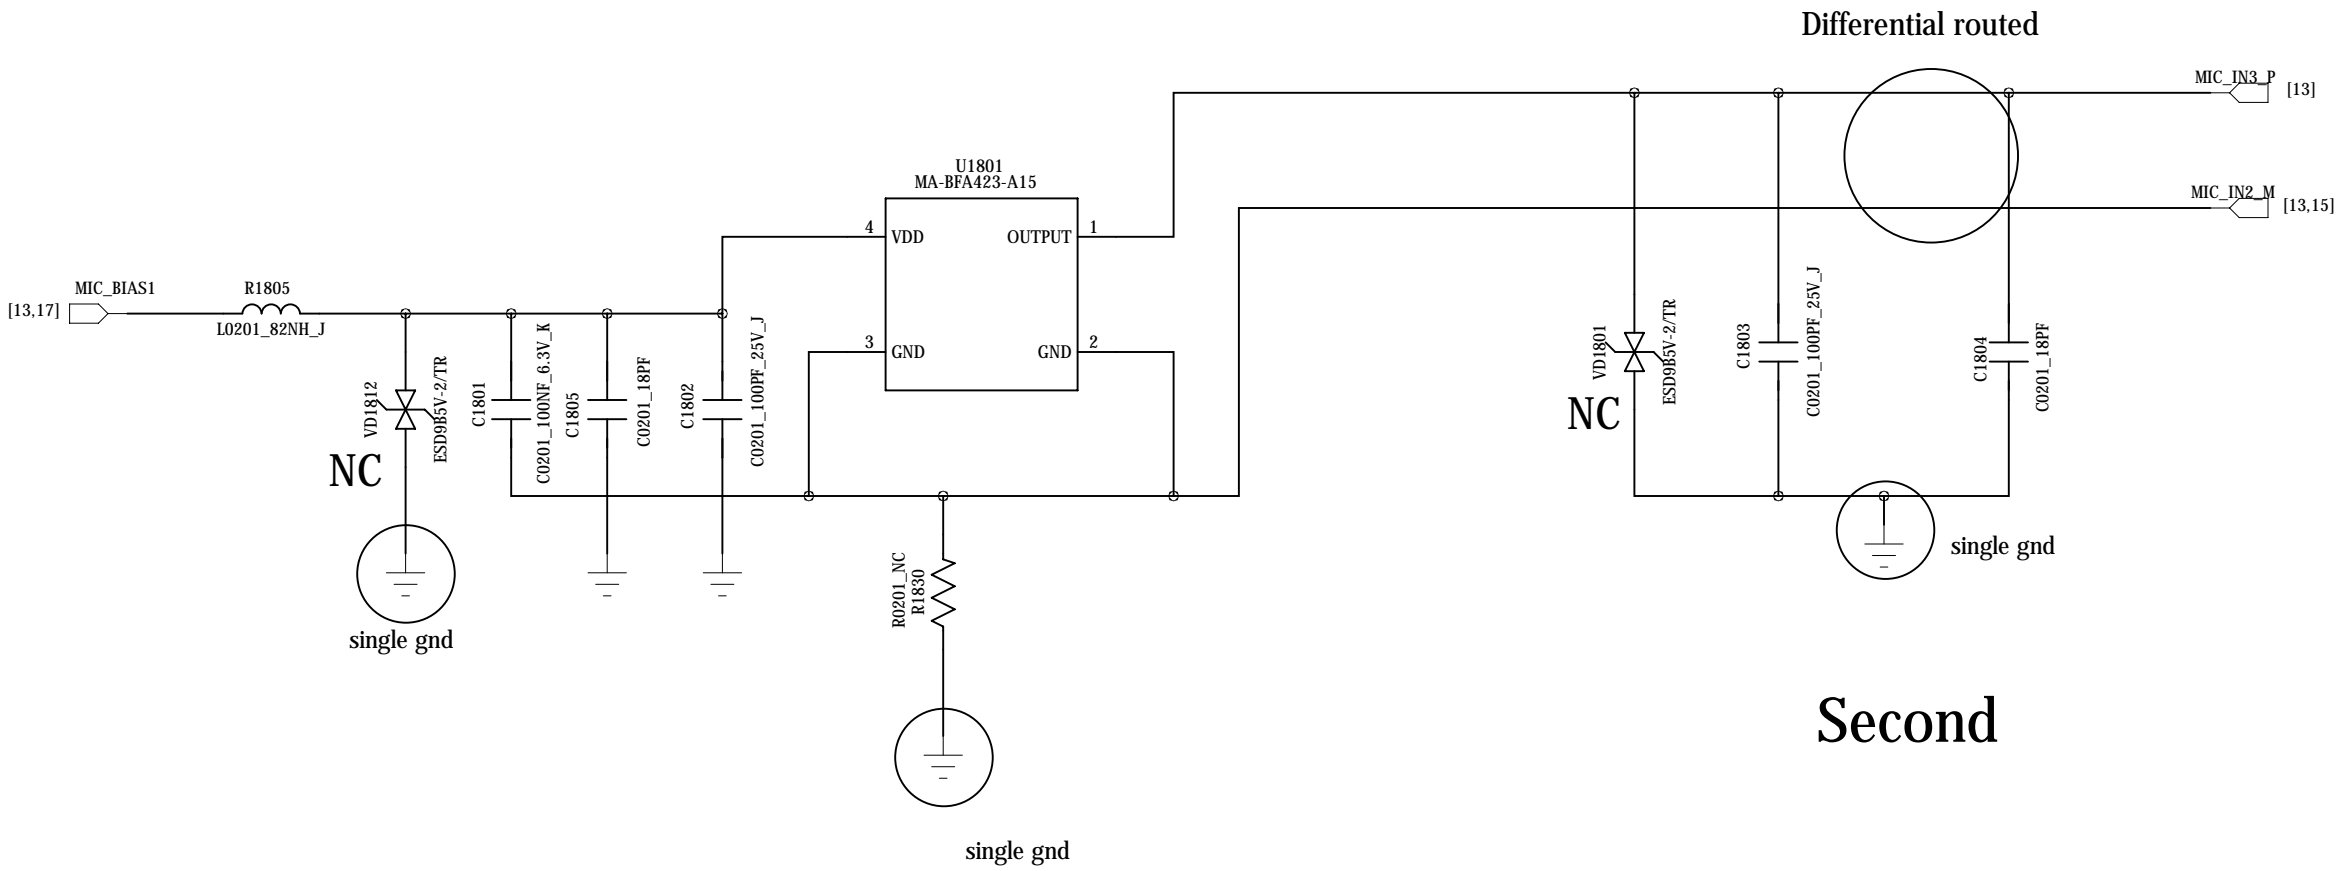 Differential routed
MIC_IN3_P
[13]
MIC_IN2_M
[13,15]
U1801
MA-BFA423-A15
4
VDD
OUTPUT
1
3
GND
GND
2
MIC_BIAS1
[13,17]
R1805
L0201_82NH_J
VD1812
ESD9B5V-2/TR
NC
C1801
C0201_100NF_6.3V_K
C1805
C0201_18PF
C1802
C0201_100PF_25V_J
VD1801
ESD9B5V-2/TR
NC
C1803
C0201_100PF_25V_J
C1804
C0201_18PF
single gnd
R0201_NC
R1830
single gnd
single gnd
Second